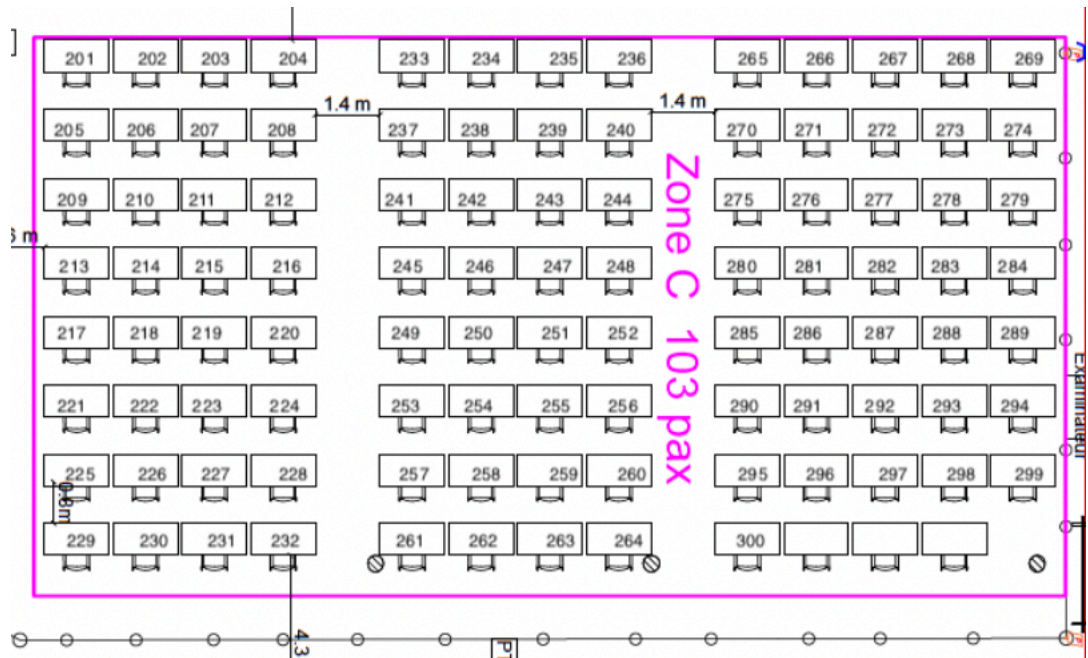 201 202 203 204 233 234 235 236 265 266 267 268 269
1.4 m 1.4 m
205 206 207 208 237 238 239 240 270 271 272 273 274
209 210 211 212 241 242 243 244 275 276 277 278 279
m
213 214 215 216 245 246 247 248 280 281 282 283 284
217 218 219 220 249 250 251 252 285 286 287 288 289
221 222 223 224 253 254 255 256 290 291 292 293 294
225 226 227 228 257 258 259 260 295 296 297 298 299
0.8m
229 230 231 232 261 262 263 264 300
Zone C 103 pax
Examinateur
4.3